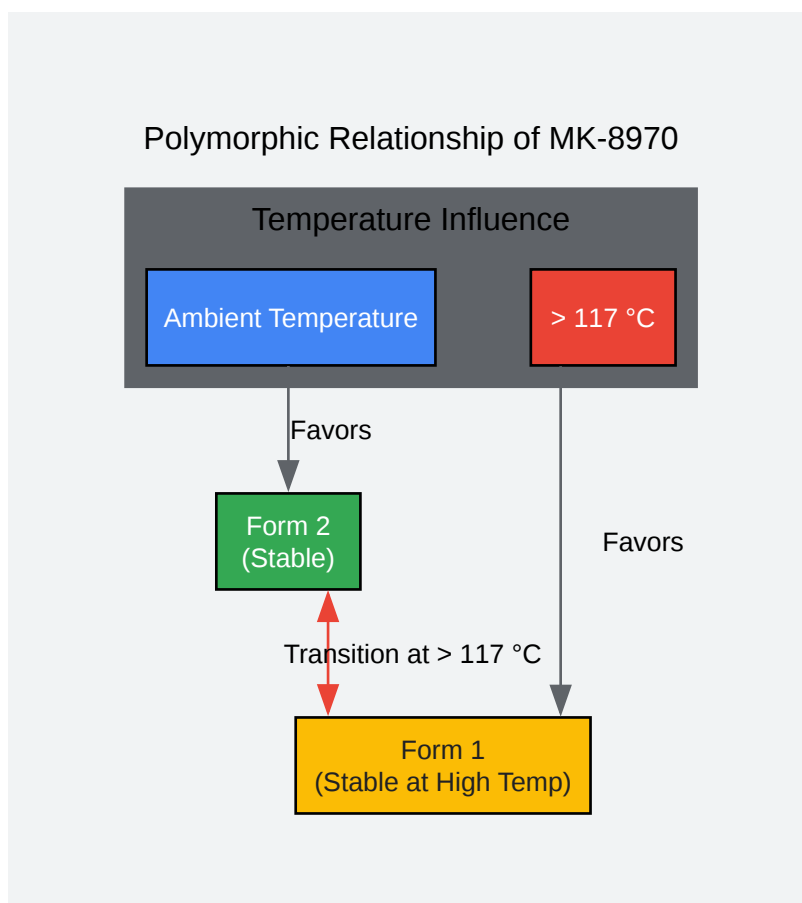 Polymorphic Relationship of MK-8970
Temperature Influence
Ambient Temperature
> 117 °C
Favors
Form 2
(Stable)
Favors
Transition at > 117 °C
Form 1
(Stable at High Temp)